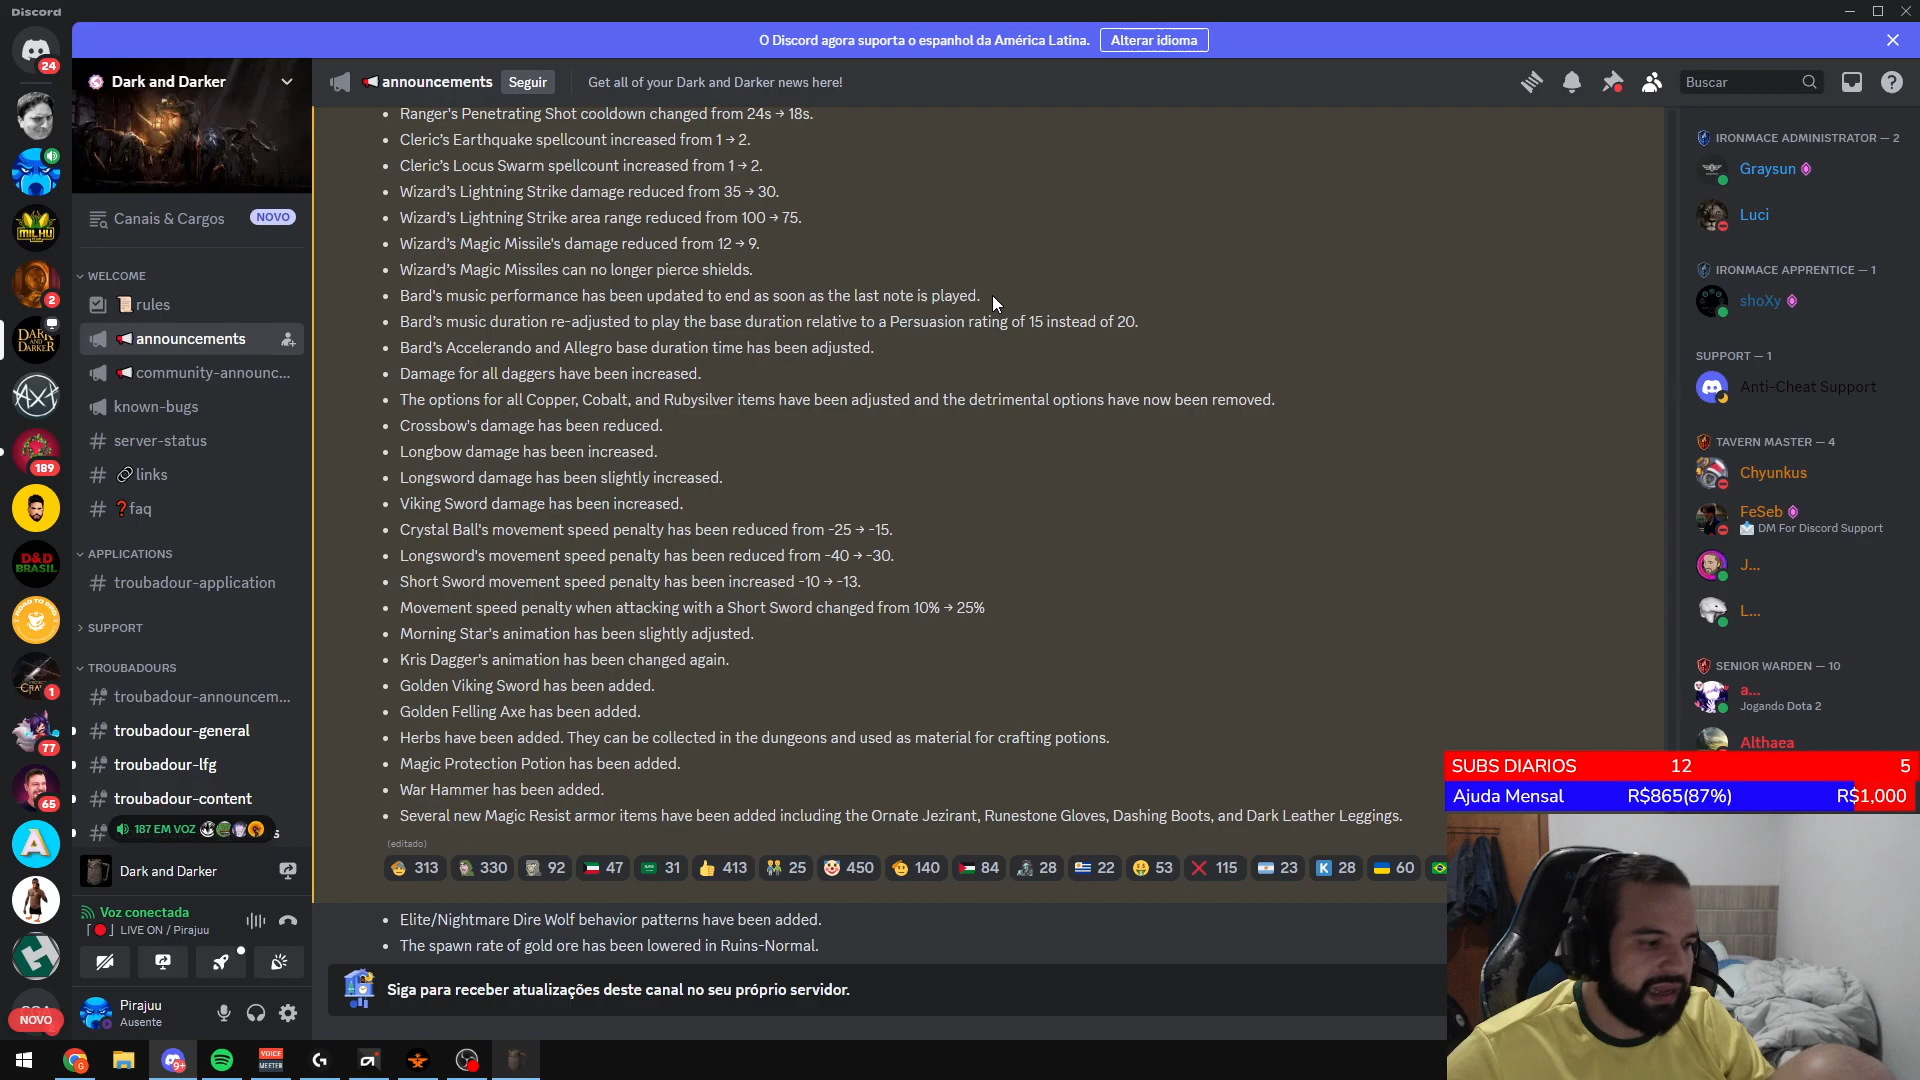 Discord
O Discord agora suporta o espanhol da América Latina.
Alterar idioma
24
2
DARK AND DARKER
189
D&D BRASIL
1
77
65
NOVO
Dark and Darker
Canais & Cargos
NOVO
WELCOME
rules
announcements
community-announc...
known-bugs
server-status
links
faq
APPLICATIONS
troubadour-application
SUPPORT
TROUBADOURS
troubadour-announcem...
troubadour-general
troubadour-lfg
troubadour-content
187 EM VOZ
Dark and Darker
Voz conectada
[🔴] LIVE ON / Pirajuu
Pirajuu
Ausente
announcements
Seguir
Get all of your Dark and Darker news here!
Buscar
• Ranger's Penetrating Shot cooldown changed from 24s → 18s.
• Cleric’s Earthquake spellcount increased from 1 → 2.
• Cleric’s Locus Swarm spellcount increased from 1 → 2.
• Wizard’s Lightning Strike damage reduced from 35 → 30.
• Wizard’s Lightning Strike area range reduced from 100 → 75.
• Wizard’s Magic Missile's damage reduced from 12 → 9.
• Wizard’s Magic Missiles can no longer pierce shields.
• Bard's music performance has been updated to end as soon as the last note is played.
• Bard’s music duration re-adjusted to play the base duration relative to a Persuasion rating of 15 instead of 20.
• Bard’s Accelerando and Allegro base duration time has been adjusted.
• Damage for all daggers have been increased.
• The options for all Copper, Cobalt, and Rubysilver items have been adjusted and the detrimental options have now been removed.
• Crossbow's damage has been reduced.
• Longbow damage has been increased.
• Longsword damage has been slightly increased.
• Viking Sword damage has been increased.
• Crystal Ball's movement speed penalty has been reduced from -25 → -15.
• Longsword's movement speed penalty has been reduced from -40 → -30.
• Short Sword movement speed penalty has been increased -10 → -13.
• Movement speed penalty when attacking with a Short Sword changed from 10% → 25%
• Morning Star's animation has been slightly adjusted.
• Kris Dagger's animation has been changed again.
• Golden Viking Sword has been added.
• Golden Felling Axe has been added.
• Herbs have been added. They can be collected in the dungeons and used as material for crafting potions.
• Magic Protection Potion has been added.
• War Hammer has been added.
• Several new Magic Resist armor items have been added including the Ornate Jezirant, Runestone Gloves, Dashing Boots, and Dark Leather Leggings.
(editado)
313 330 92 47 31 413 25 450 140 84 28 22 53 115 23 28 60
• Elite/Nightmare Dire Wolf behavior patterns have been added.
• The spawn rate of gold ore has been lowered in Ruins-Normal.
Siga para receber atualizações deste canal no seu próprio servidor.
IRONMACE ADMINISTRATOR — 2
Graysun
Luci
IRONMACE APPRENTICE — 1
shoXy
SUPPORT — 1
Anti-Cheat Support
TAVERN MASTER — 4
Chyunkus
FeSeb
DM For Discord Support
J...
L...
SENIOR WARDEN — 10
a...
Jogando Dota 2
Althaea
SUBS DIARIOS 12 5
Ajuda Mensal R$865(87%) R$1,000
9+
VOICE MEETER